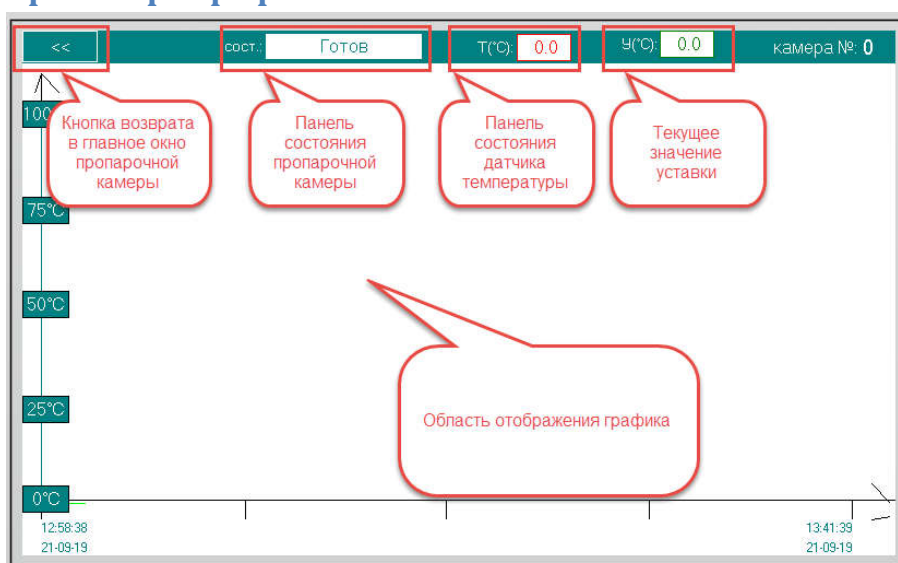 <<
сост.:
Готов
T(°C):
0.0
У(°C):
0.0
камера №: 0
Кнопка возврата
в главное окно
пропарочной
камеры
Панель
состояния
пропарочной
камеры
Панель
состояния
датчика
температуры
Текущее
значение
уставки
75°C
50°C
Область отображения графика
25°C
0°C
12:58:38
21-09-19
13:41:39
21-09-19